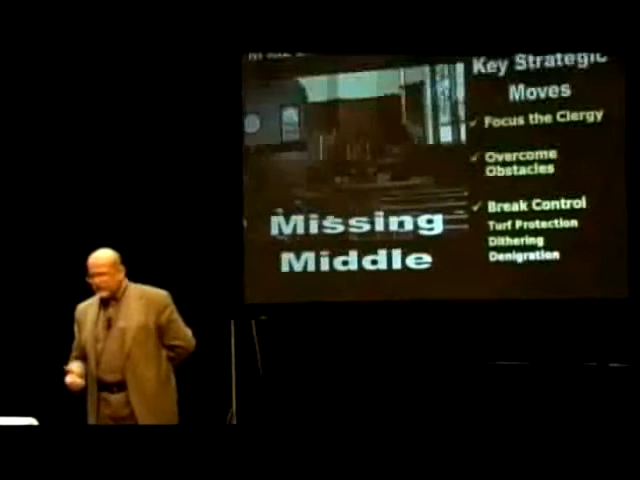 Key Strategic
Moves
✓ Focus the Clergy
✓ Overcome
Obstacles
✓ Break Control
Turf Protection
Dithering
Denigration
Missing
Middle